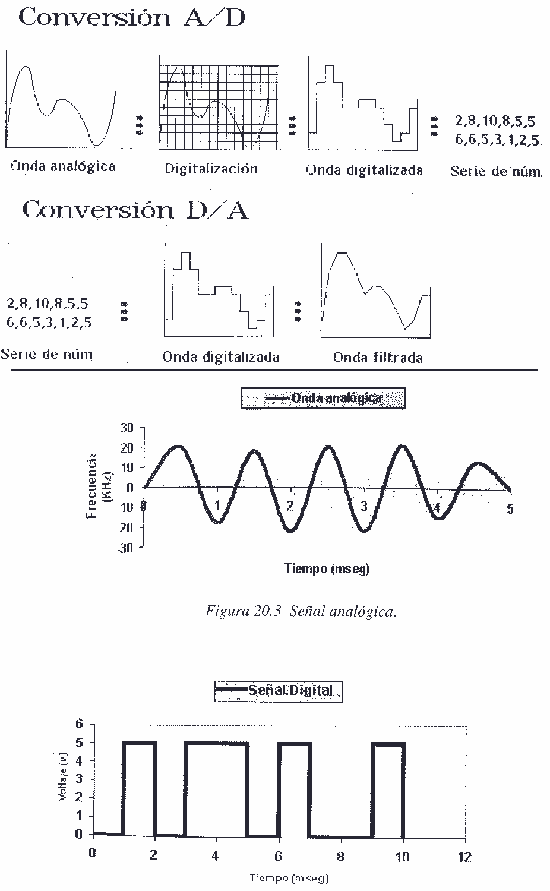 Conversión A/D
Onda analógica
Digitalización
Onda digitalizada
2,8,10,8,5,5
6,6,5,3,1,2,5
Serie de núm.
Conversión D/A
2,8,10,8,5,5
6,6,5,3,1,2,5
Serie de núm
Onda digitalizada
Onda filtrada
Onda analógica
Frecuencia
(KHz)
30
20
10
0
10
20
-30
0 1 2 3 4 5
Tiempo (mseg)
Figura 20.3 Señal analógica.
Señal Digital
Voltaje (v)
6
5
4
3
2
1
0
0 2 4 6 8 10 12
Tiempo (mseg)